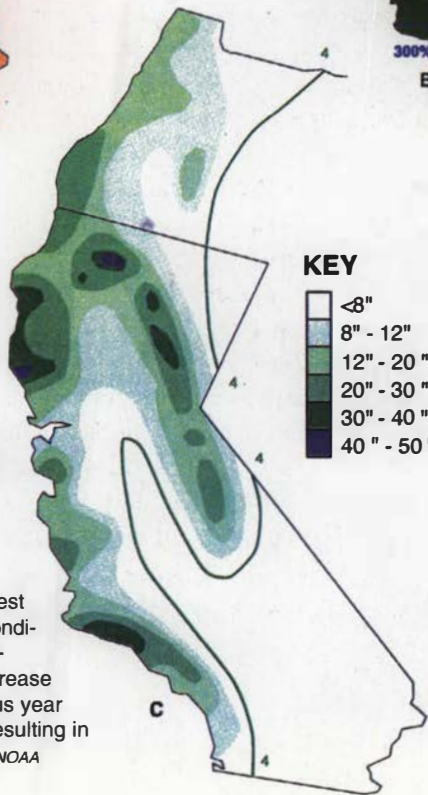 300%
4
KEY
<8"
8" - 12"
12" - 20"
20" - 30"
30" - 40"
40 " - 50
4
4
est
ondi-
-
rease
us year
esulting in
NOAA
C
4